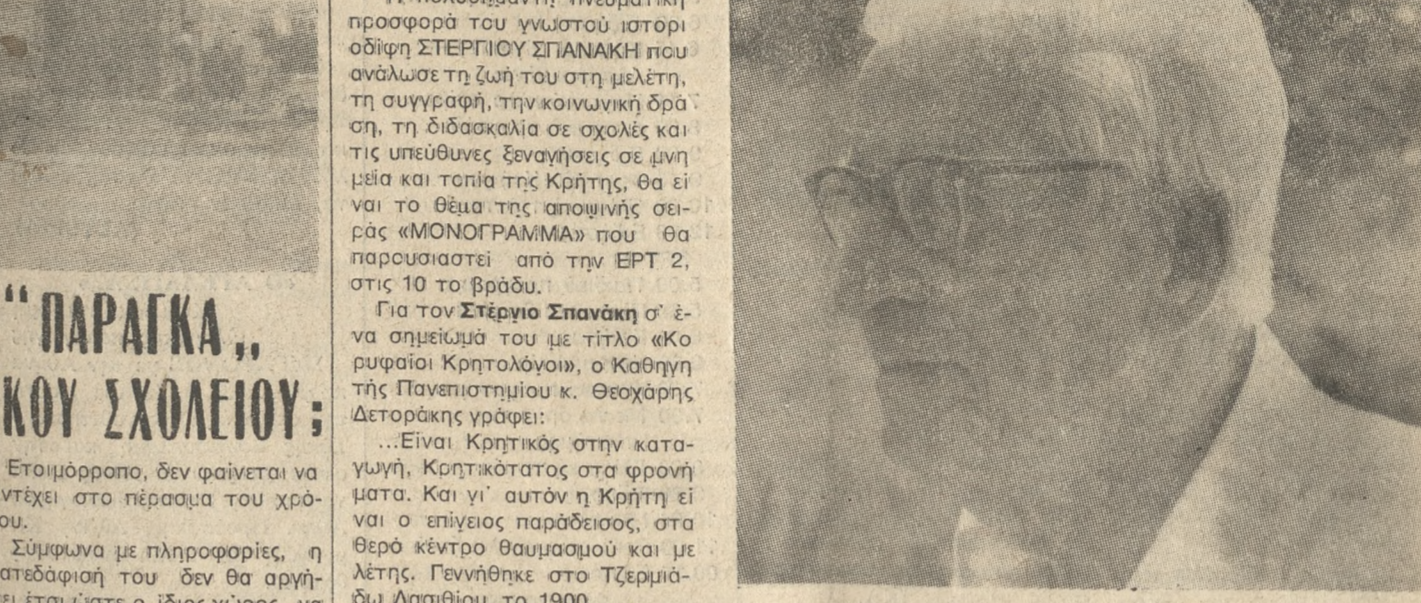 “ΠΑΡΑΓΚΑ„
ΚΟΥ ΣΧΟΛΕΙΟΥ;
Ετοιμόρροπο, δεν φαίνεται να
ντέχει στο πέρασμα του χρό-
ου.
Σύμφωνα με πληροφορίες, η
ατεδάφισή του δεν θα αργή-
πνευματική
προσφορά του γνωστού ιστορι
οδίφη ΣΤΕΡΓΙΟΥ ΣΠΑΝΑΚΗ που
ανάλωσε τη ζωή του στη μελέτη,
τη συγγραφή, την κοινωνική δρά
ση, τη διδασκαλία σε σχολές και
τις υπεύθυνες ξεναγήσεις σε μνη
μεία και τοπία της Κρήτης, θα εί
ναι το θέμα της αποψινής σει-
ράς «ΜΟΝΟΓΡΑΜΜΑ» που θα
παρουσιαστεί από την ΕΡΤ 2,
στις 10 το βράδυ.
Για τον Στέργιο Σπανάκη σ' έ-
να σημείωμά του με τίτλο «Κο
ρυφαίοι Κρητολόγοι», ο Καθηγη
τής Πανεπιστημίου κ. Θεοχάρης
Δετοράκης γράφει:
...Είναι Κρητικός στην κατα-
γωγή, Κρητικότατος στα φρονή
ματα. Και γι' αυτόν η Κρήτη εί
ναι ο επίγειος παράδεισος, στα
θερό κέντρο θαυμασμού και με
λέτης. Γεννήθηκε στο Τζερμιά-
δω Λασιθίου, το 1900